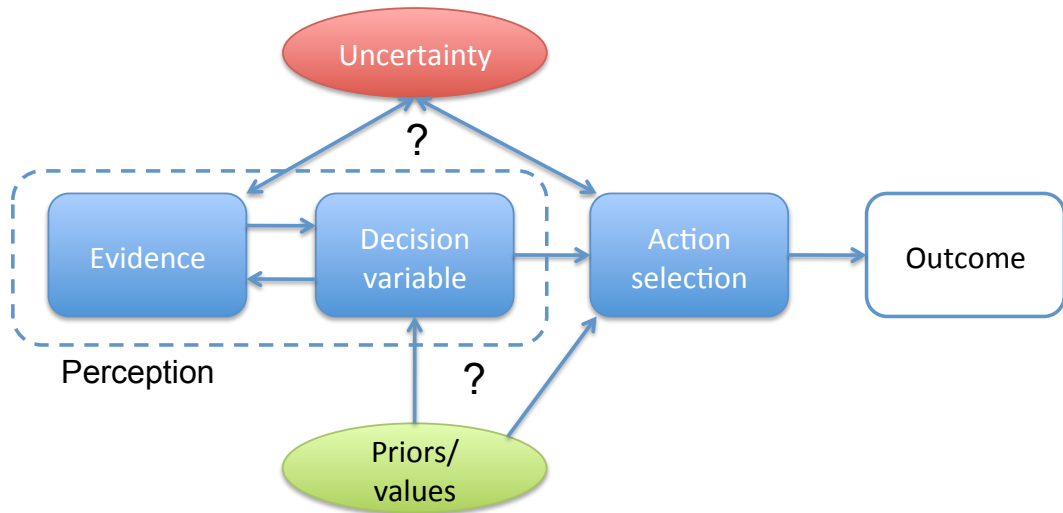 Uncertainty
?
Evidence
Decision
variable
Action
selection
Outcome
Perception
?
Priors/
values